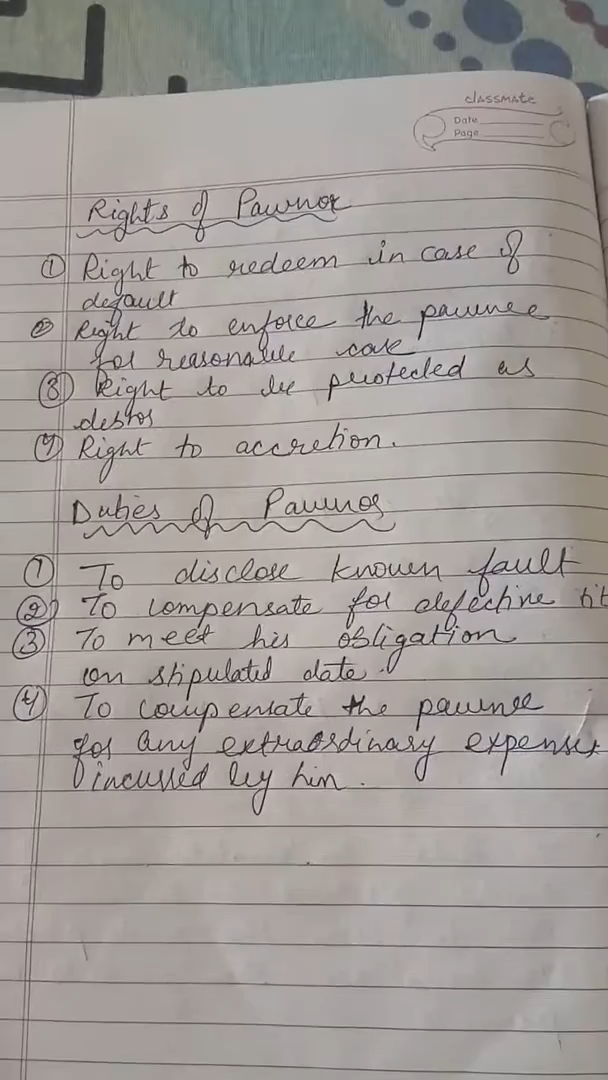 classmate
Date
Page
Rights of Pawnor
① Right to redeem in case of
default
② Right to enforce the pawnee
for reasonable care
③ Right to be protected as
debtor
④ Right to accretion.
Duties of Pawnor
① To disclose known fault
② To compensate for defective tit
③ To meet his obligation
on stipulated date.
④ To compensate the pawnee
for any extraordinary expenses
incurred by him.